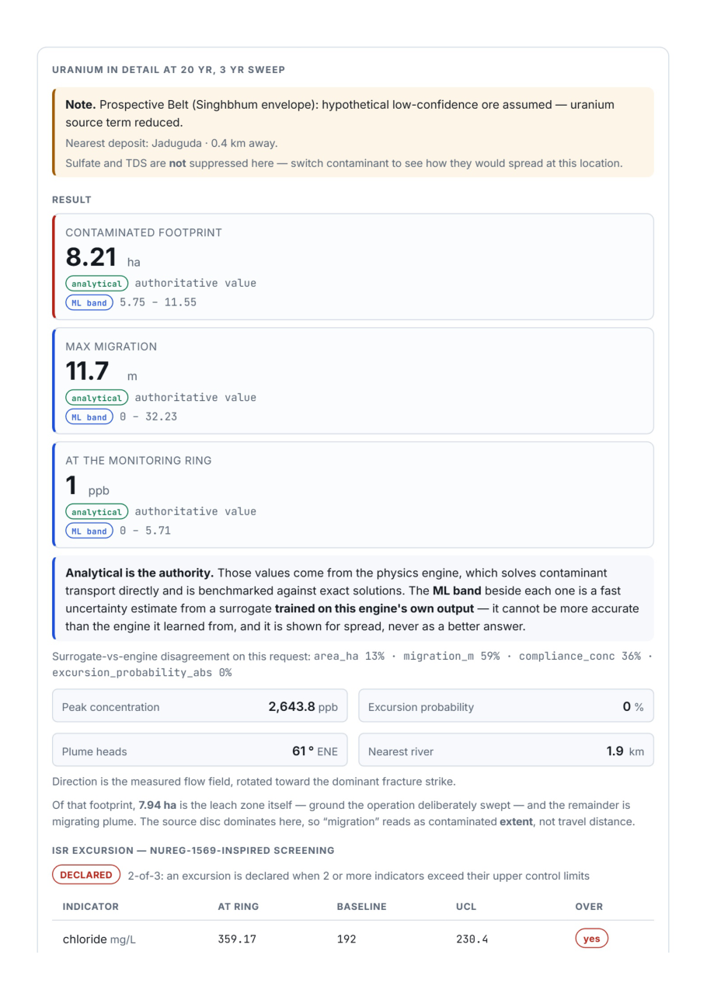 URANIUM IN DETAIL AT 20 YR, 3 YR SWEEP
Note. Prospective Belt (Singhbhum envelope): hypothetical low-confidence ore assumed — uranium
source term reduced.
Nearest deposit: Jaduguda · 0.4 km away.
Sulfate and TDS are not suppressed here — switch contaminant to see how they would spread at this location.
RESULT
CONTAMINATED FOOTPRINT
8.21 ha
analytical authoritative value
ML band 5.75 – 11.55
MAX MIGRATION
11.7 m
analytical authoritative value
ML band 0 – 32.23
AT THE MONITORING RING
1 ppb
analytical authoritative value
ML band 0 – 5.71
Analytical is the authority. Those values come from the physics engine, which solves contaminant
transport directly and is benchmarked against exact solutions. The ML band beside each one is a fast
uncertainty estimate from a surrogate trained on this engine's own output — it cannot be more accurate
than the engine it learned from, and it is shown for spread, never as a better answer.
Surrogate-vs-engine disagreement on this request: area_ha 13% · migration_m 59% · compliance_conc 36% ·
excursion_probability_abs 0%
Peak concentration 2,643.8 ppb
Excursion probability 0 %
Plume heads 61° ENE
Nearest river 1.9 km
Direction is the measured flow field, rotated toward the dominant fracture strike.
Of that footprint, 7.94 ha is the leach zone itself — ground the operation deliberately swept — and the remainder is
migrating plume. The source disc dominates here, so “migration” reads as contaminated extent, not travel distance.
ISR EXCURSION — NUREG-1569-INSPIRED SCREENING
DECLARED 2-of-3: an excursion is declared when 2 or more indicators exceed their upper control limits
INDICATOR AT RING BASELINE UCL OVER
chloride mg/L 359.17 192 230.4 yes